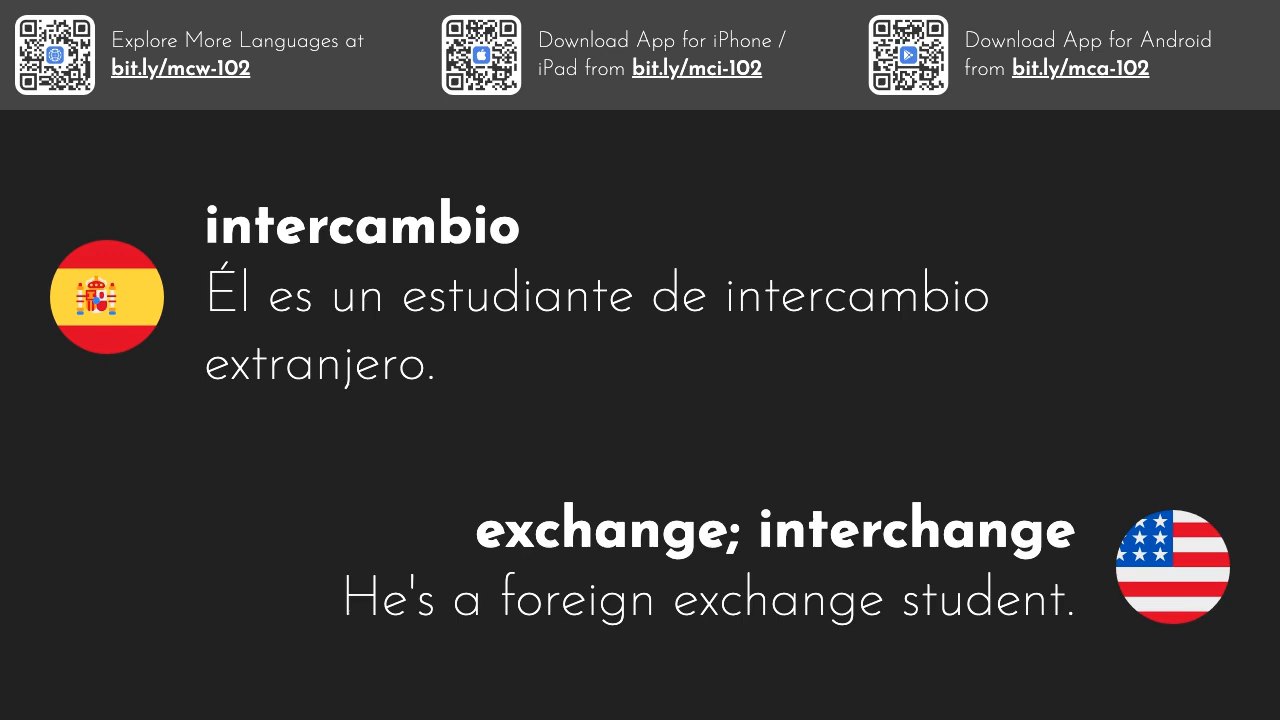 Explore More Languages at
bit.ly/mcw-102
Download App for iPhone /
iPad from bit.ly/mci-102
Download App for Android
from bit.ly/mca-102
intercambio
Él es un estudiante de intercambio
extranjero.
exchange; interchange
He's a foreign exchange student.